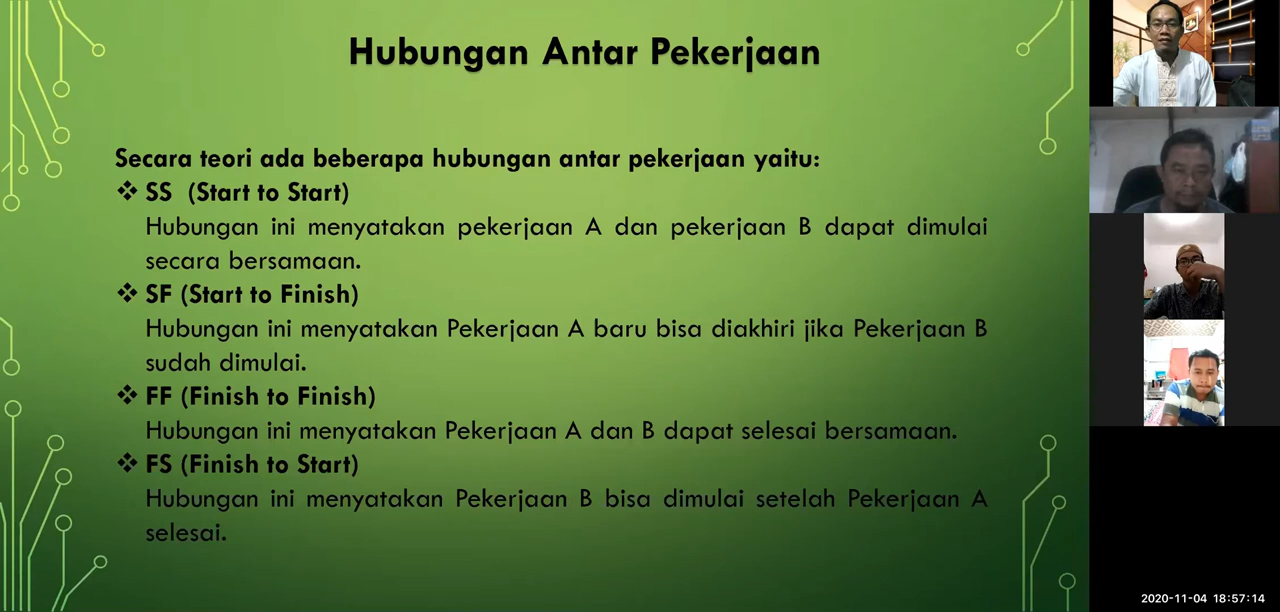 Hubungan Antar Pekerjaan
Secara teori ada beberapa hubungan antar pekerjaan yaitu:
❖ SS (Start to Start)
Hubungan ini menyatakan pekerjaan A dan pekerjaan B dapat dimulai
secara bersamaan.
❖ SF (Start to Finish)
Hubungan ini menyatakan Pekerjaan A baru bisa diakhiri jika Pekerjaan B
sudah dimulai.
❖ FF (Finish to Finish)
Hubungan ini menyatakan Pekerjaan A dan B dapat selesai bersamaan.
❖ FS (Finish to Start)
Hubungan ini menyatakan Pekerjaan B bisa dimulai setelah Pekerjaan A
selesai.
2020-11-04 18:57:14